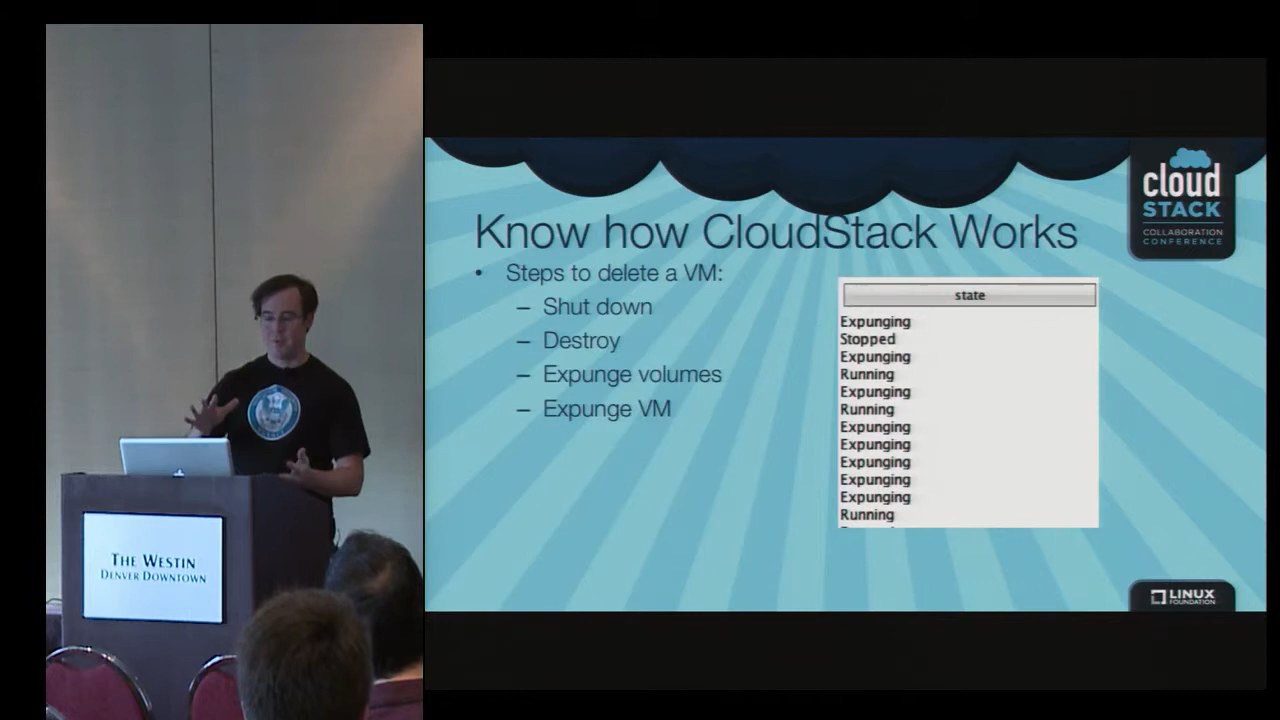 cloud
STACK
COLLABORATION
CONFERENCE
Know how CloudStack Works
• Steps to delete a VM:
– Shut down
– Destroy
– Expunge volumes
– Expunge VM
state
Expunging
Stopped
Expunging
Running
Expunging
Running
Expunging
Expunging
Expunging
Expunging
Expunging
Running
THE WESTIN
DENVER DOWNTOWN
LINUX
FOUNDATION